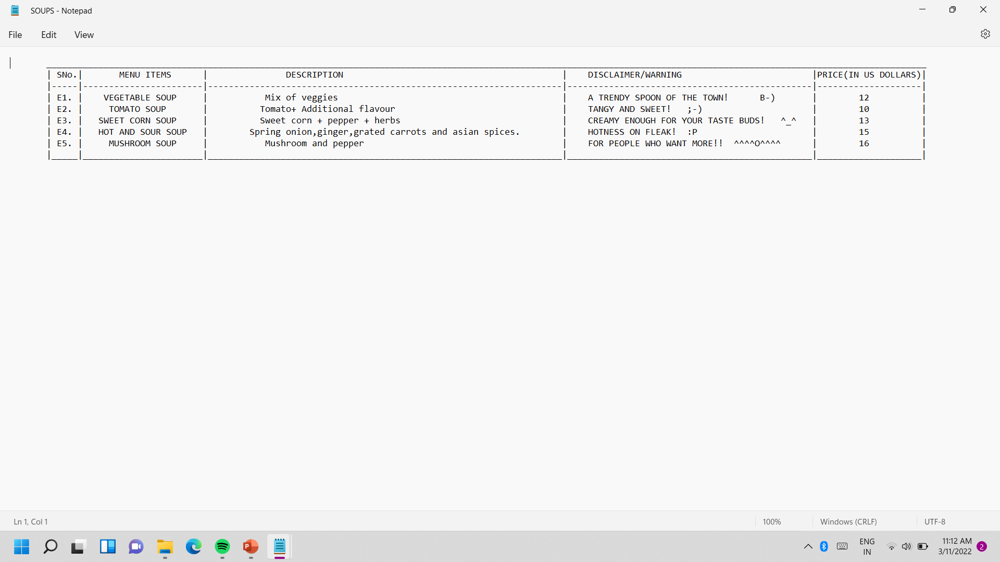 SOUPS - Notepad
File Edit View
| SNo.| MENU ITEMS | DESCRIPTION | DISCLAIMER/WARNING |PRICE(IN US DOLLARS)|
| E1. | VEGETABLE SOUP | Mix of veggies | A TRENDY SPOON OF THE TOWN! B-) | 12 |
| E2. | TOMATO SOUP | Tomato+ Additional flavour | TANGY AND SWEET! ;-) | 10 |
| E3. | SWEET CORN SOUP | Sweet corn + pepper + herbs | CREAMY ENOUGH FOR YOUR TASTE BUDS! ^_^ | 13 |
| E4. | HOT AND SOUR SOUP | Spring onion,ginger,grated carrots and asian spices. | HOTNESS ON FLEAK! :P | 15 |
| E5. | MUSHROOM SOUP | Mushroom and pepper | FOR PEOPLE WHO WANT MORE!! ^^^^O^^^^ | 16 |
Ln 1, Col 1 100% Windows (CRLF) UTF-8
ENG 11:12 AM
IN 3/11/2022 2